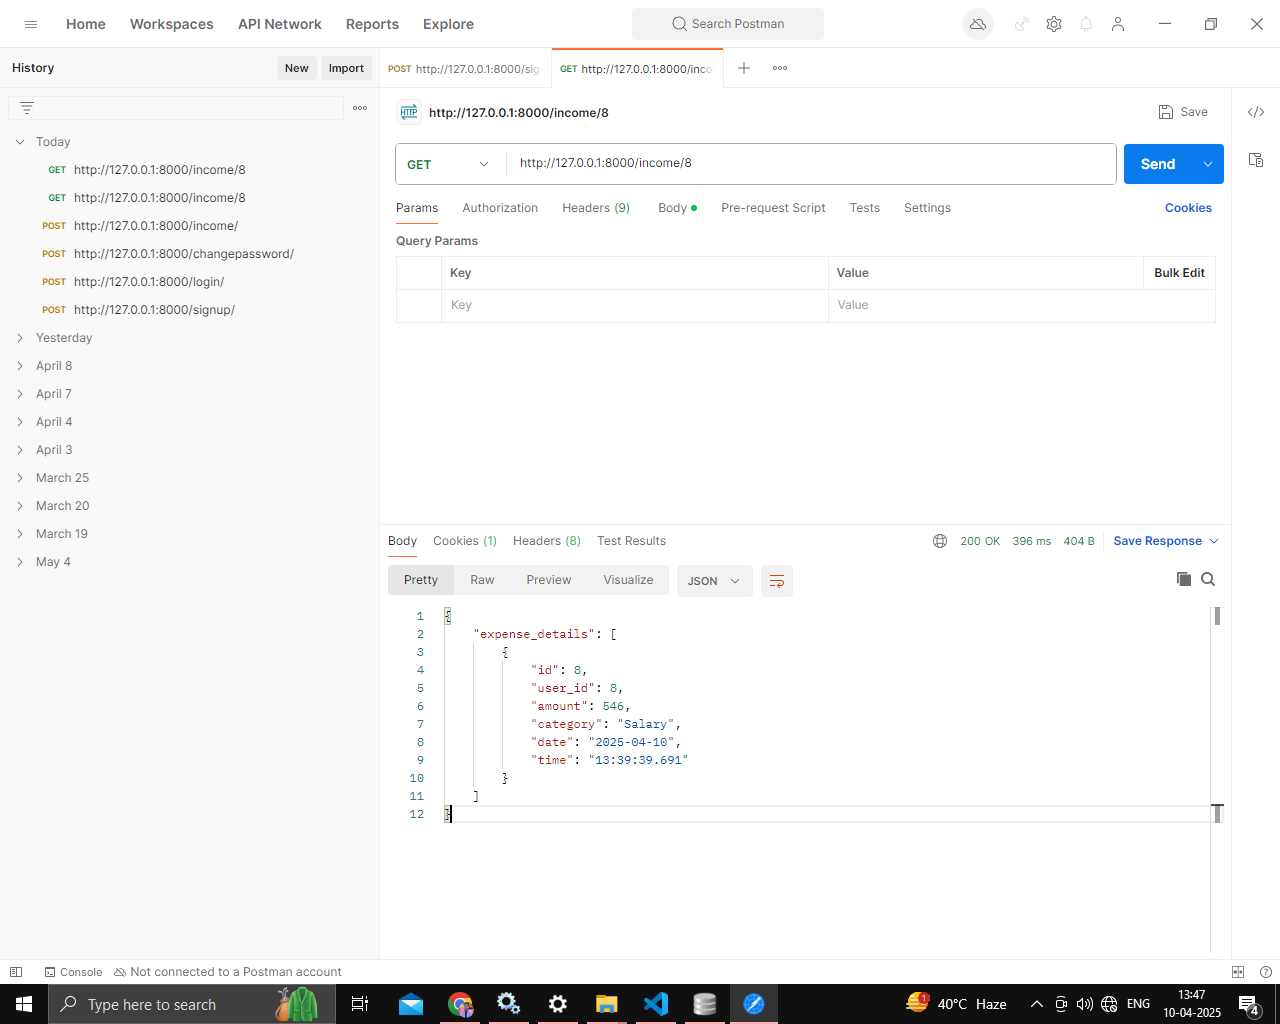 Home
Workspaces
API Network
Reports
Explore
Search Postman
History
New
Import
POST http://127.0.0.1:8000/sig
GET http://127.0.0.1:8000/inco
HTTP http://127.0.0.1:8000/income/8
Save
Today
GET http://127.0.0.1:8000/income/8
GET http://127.0.0.1:8000/income/8
POST http://127.0.0.1:8000/income/
POST http://127.0.0.1:8000/changepassword/
POST http://127.0.0.1:8000/login/
POST http://127.0.0.1:8000/signup/
Yesterday
April 8
April 7
April 4
April 3
March 25
March 20
March 19
May 4
GET http://127.0.0.1:8000/income/8
Send
Params Authorization Headers (9) Body Pre-request Script Tests Settings Cookies
Query Params
Key Value Bulk Edit
Key Value
Body Cookies (1) Headers (8) Test Results 200 OK 396 ms 404 B Save Response
Pretty Raw Preview Visualize JSON
1 {
2 "expense_details": [
3 {
4 "id": 8,
5 "user_id": 8,
6 "amount": 546,
7 "category": "Salary",
8 "date": "2025-04-10",
9 "time": "13:39:39.691"
10 }
11 ]
12 }
Console Not connected to a Postman account
Type here to search
1
40°C Haze
ENG
13:47
10-04-2025
4